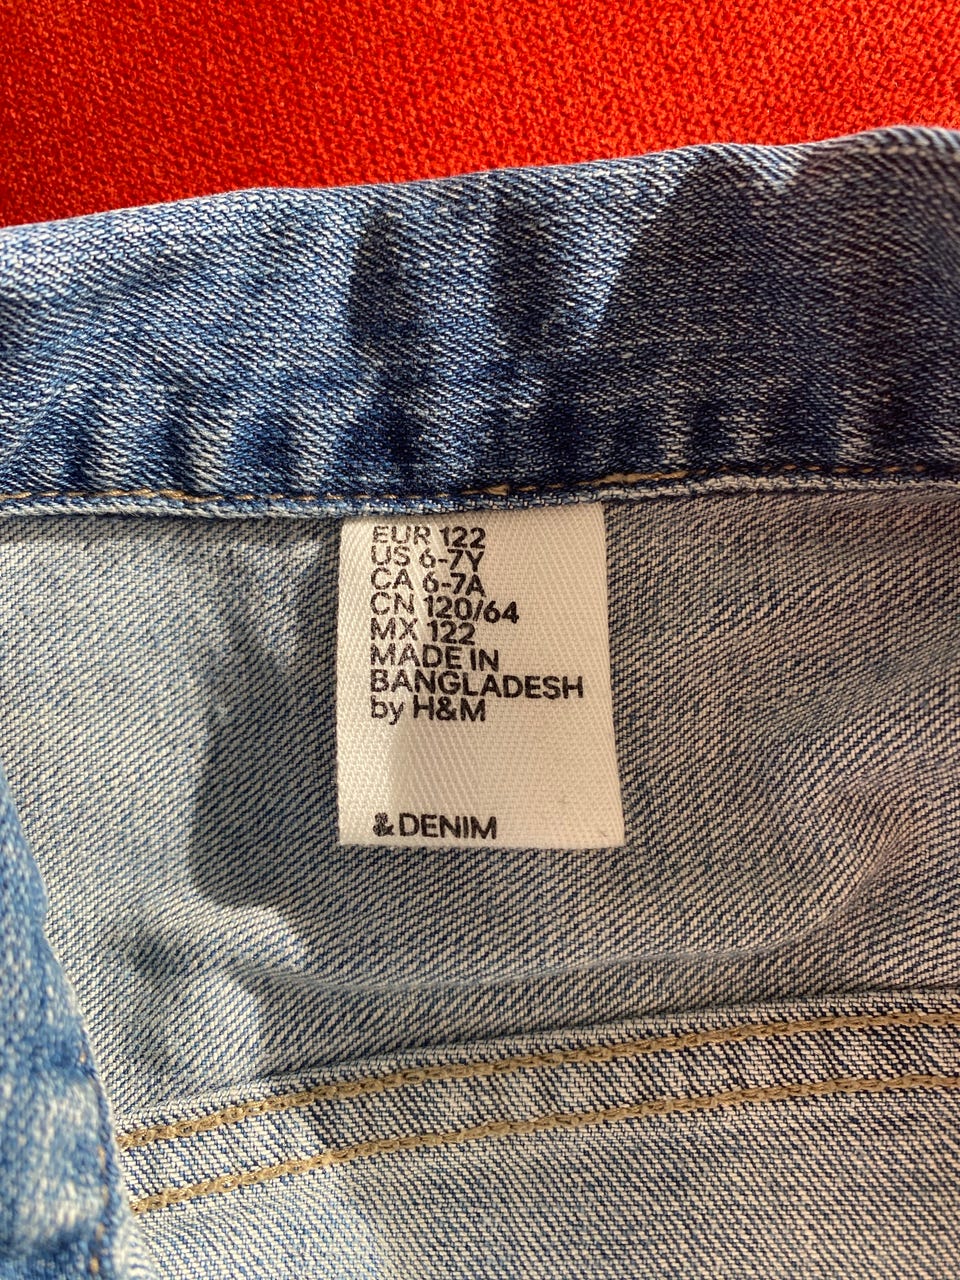 EUR 122
US 6-7Y
CA 6-7A
CN 120/64
MX 122
MADE IN
BANGLADESH
by H&M
& DENIM